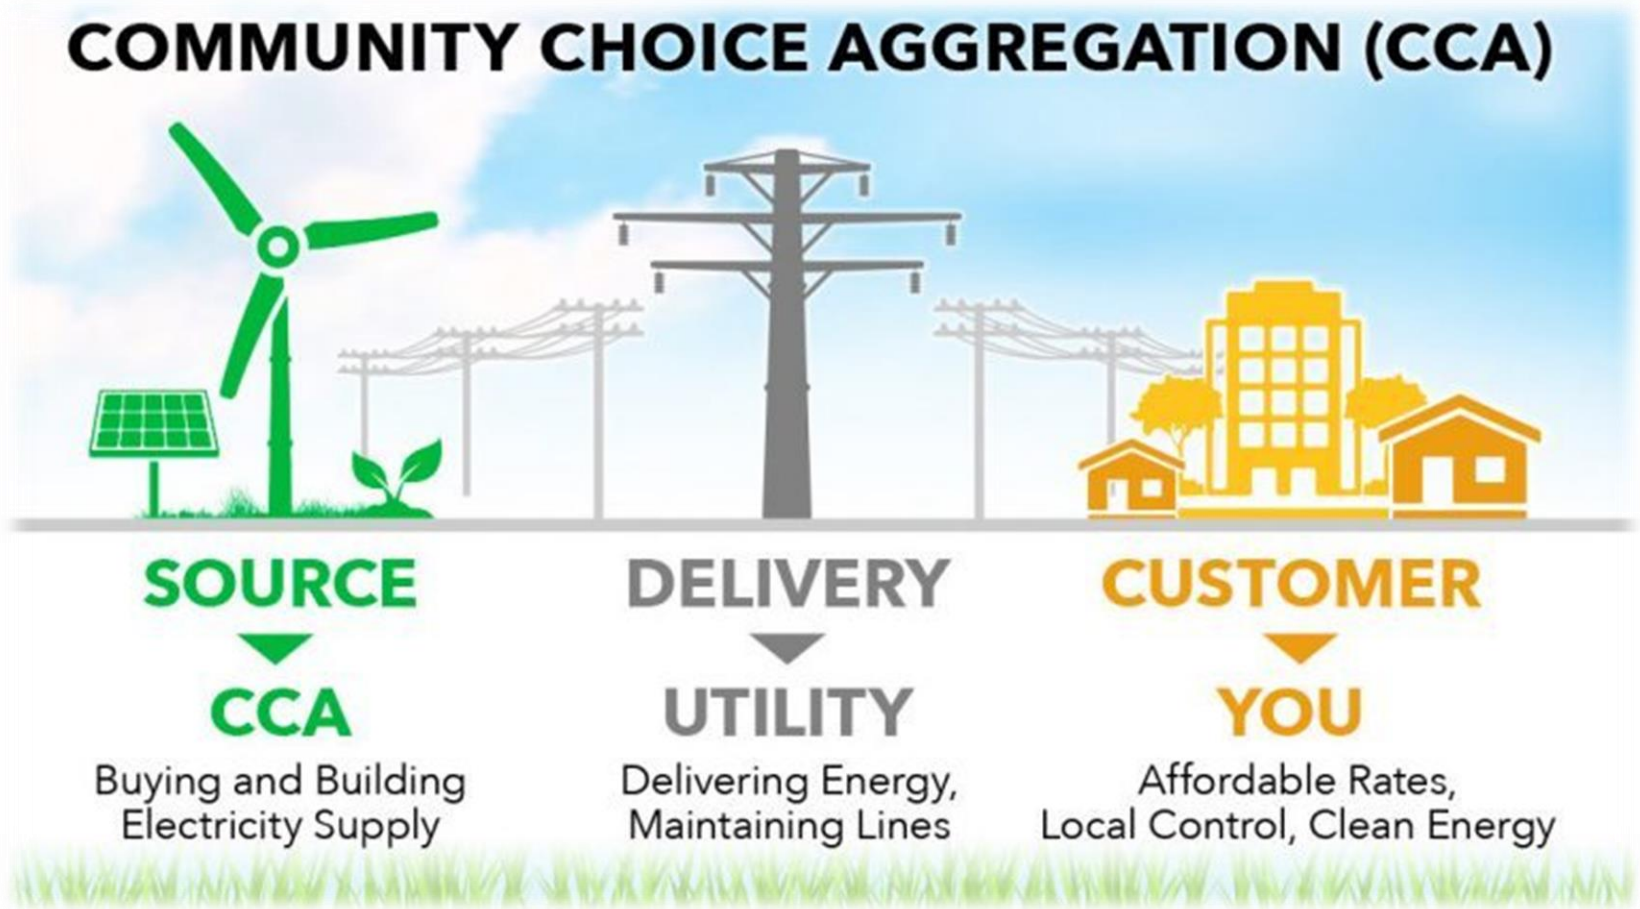 COMMUNITY CHOICE AGGREGATION (CCA)
SOURCE
CCA
Buying and Building
Electricity Supply
DELIVERY
UTILITY
Delivering Energy,
Maintaining Lines
CUSTOMER
YOU
Affordable Rates,
Local Control, Clean Energy